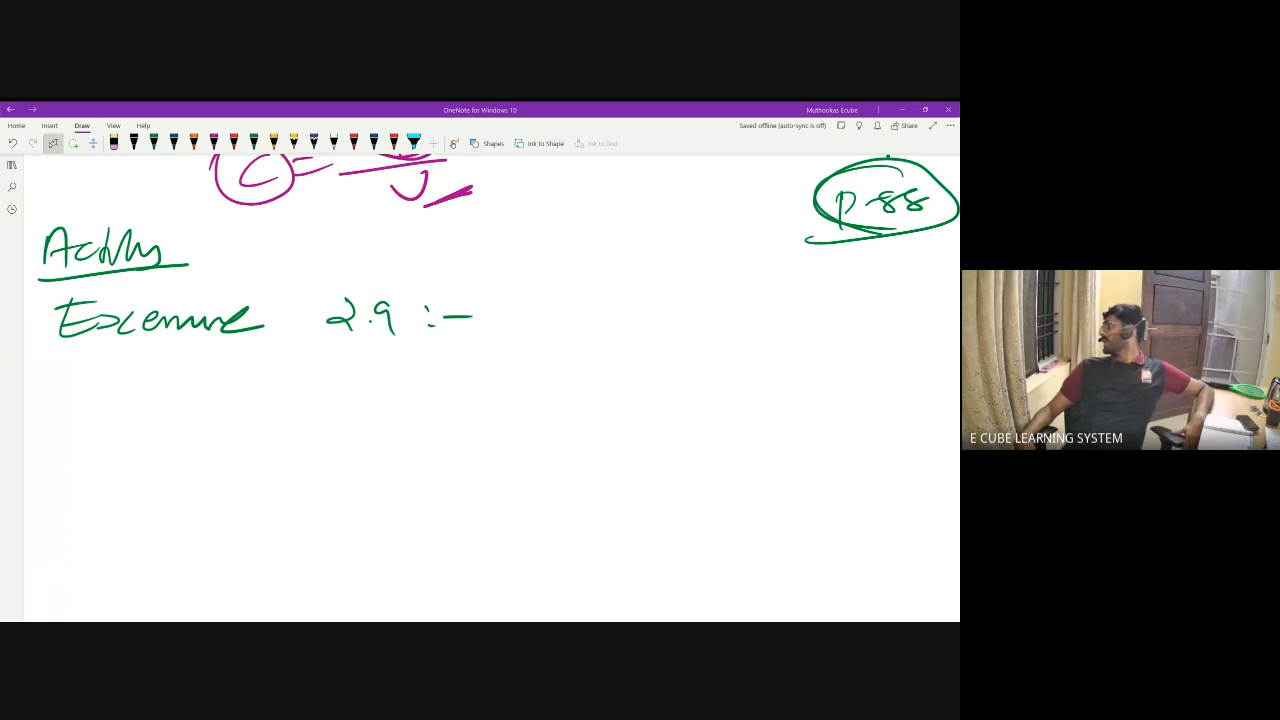 OneNote for Windows 10
Muthookas Ecube
Home Insert Draw View Help
Saved offline (auto-sync is off)
Share
Shapes
Ink to Shape
Ink to Text
C =
V
P-88
Activity
2.9 :-
E CUBE LEARNING SYSTEM